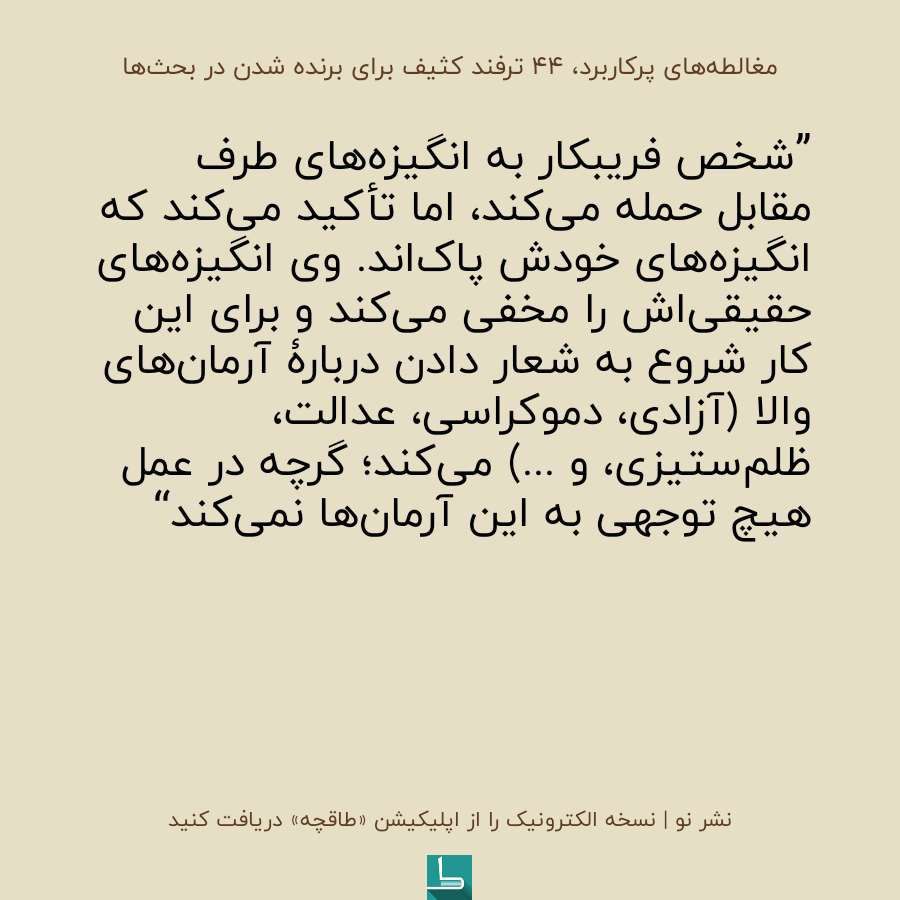 مغالطه‌های پرکاربرد، ۴۴ ترفند کثیف برای برنده شدن در بحث‌ها
”شخص فریبکار به انگیزه‌های طرف
مقابل حمله می‌کند، اما تأکید می‌کند که
انگیزه‌های خودش پاک‌اند. وی انگیزه‌های
حقیقی‌اش را مخفی می‌کند و برای این
کار شروع به شعار دادن دربارهٔ آرمان‌های
والا (آزادی، دموکراسی، عدالت،
ظلم‌ستیزی، و ...) می‌کند؛ گرچه در عمل
هیچ توجهی به این آرمان‌ها نمی‌کند“
نشر نو | نسخه الکترونیک را از اپلیکیشن «طاقچه» دریافت کنید